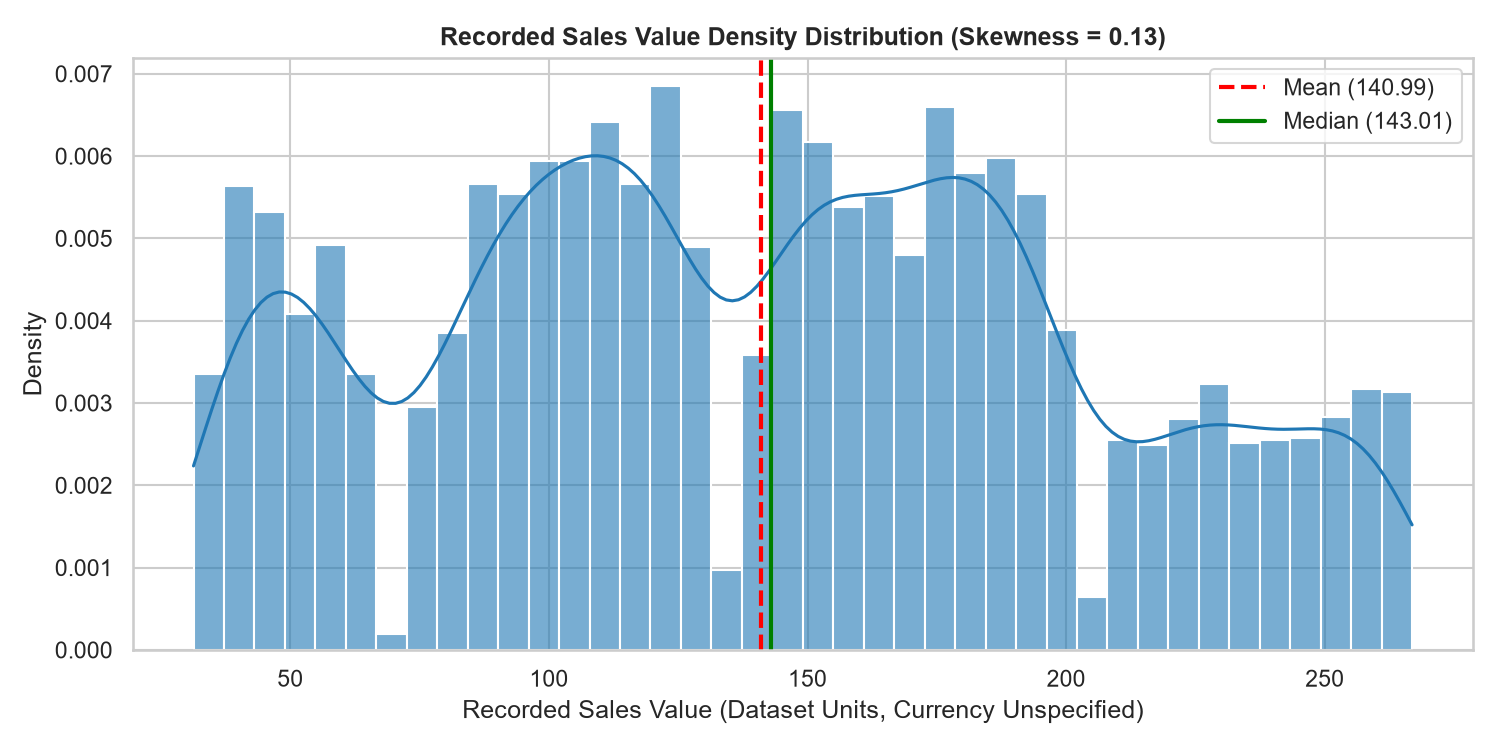 Recorded Sales Value Density Distribution (Skewness = 0.13)
Mean (140.99)
Median (143.01)
Density
0.007
0.006
0.005
0.004
0.003
0.002
0.001
0.000
50 100 150 200 250
Recorded Sales Value (Dataset Units, Currency Unspecified)